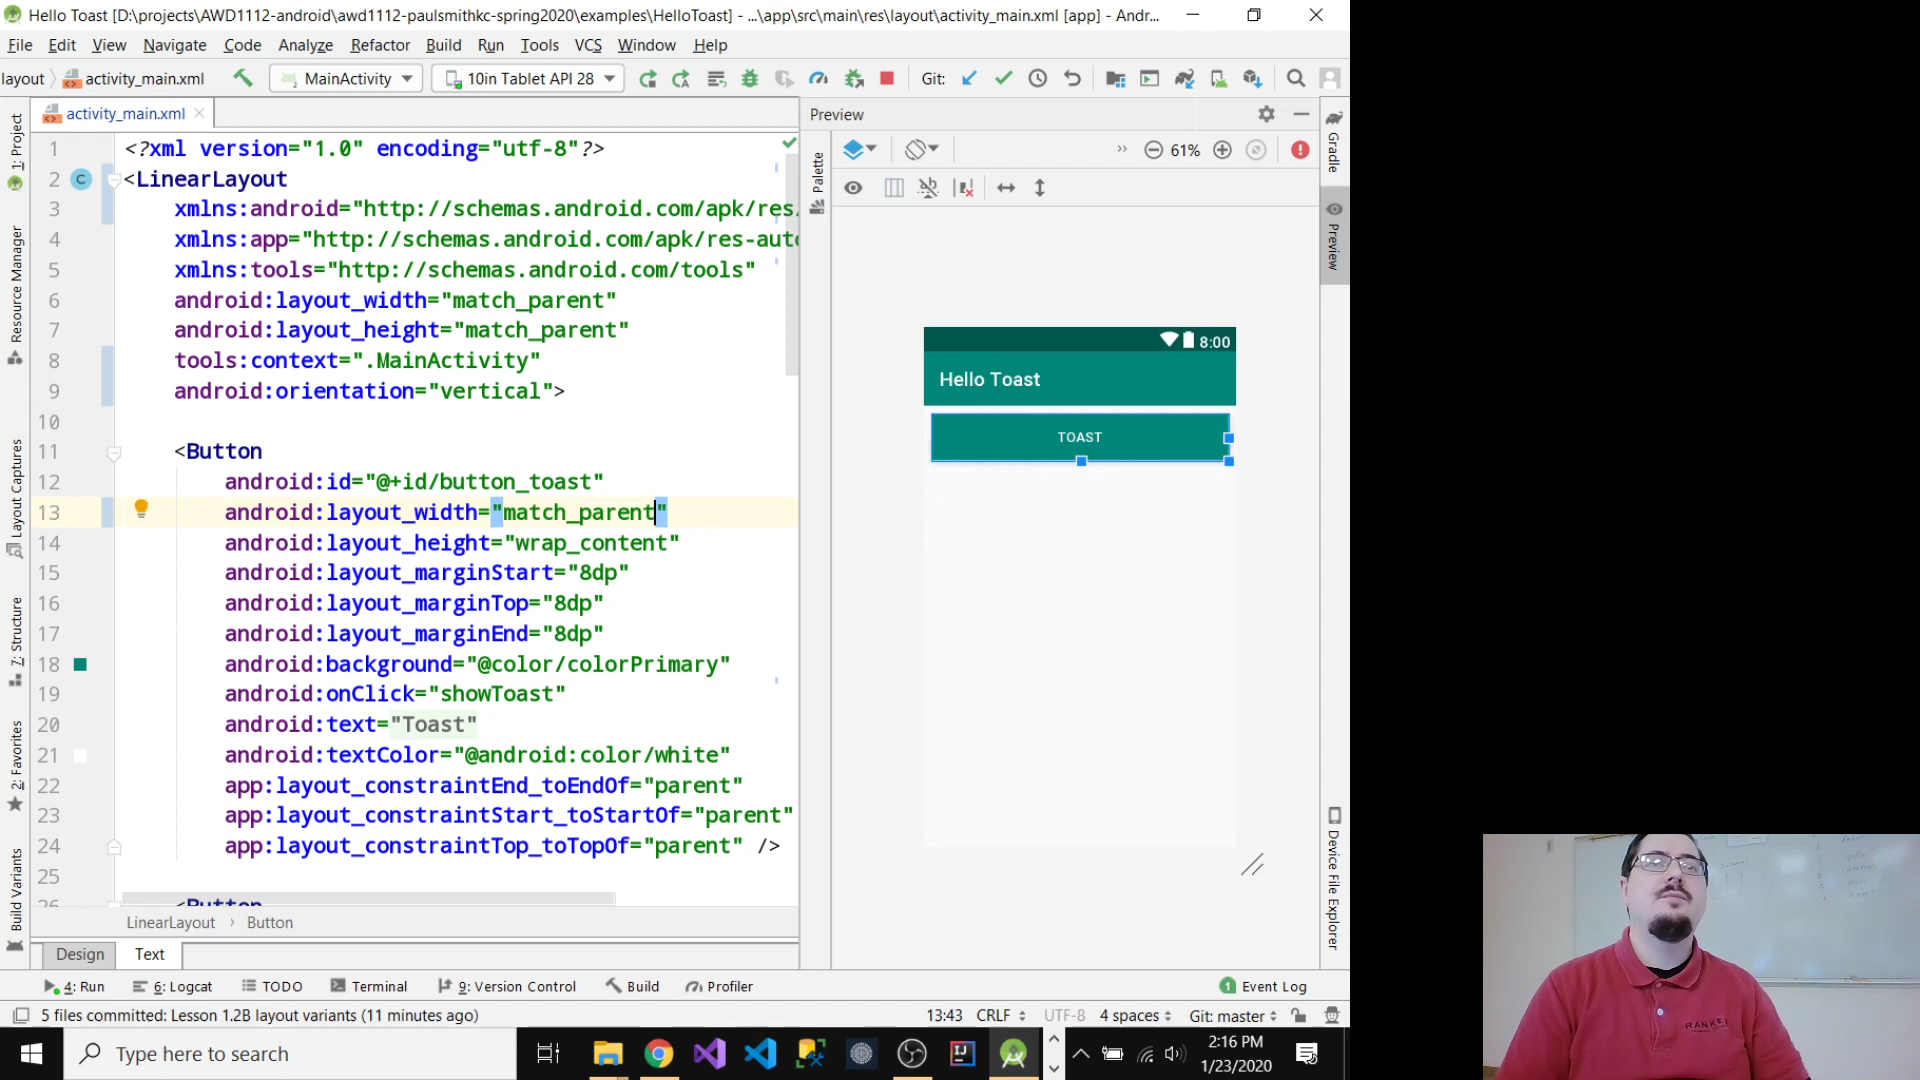 Hello Toast [D:\projects\AWD1112-android\awd1112-paulsmithkc-spring2020\examples\HelloToast] - ...\app\src\main\res\layout\activity_main.xml [app] - Andr...
File Edit View Navigate Code Analyze Refactor Build Run Tools VCS Window Help
layout activity_main.xml MainActivity 10in Tablet API 28 Git:
activity_main.xml
Preview
61%
1 <?xml version="1.0" encoding="utf-8"?>
2 <LinearLayout
3 xmlns:android="http://schemas.android.com/apk/res
4 xmlns:app="http://schemas.android.com/apk/res-aut
5 xmlns:tools="http://schemas.android.com/tools"
6 android:layout_width="match_parent"
7 android:layout_height="match_parent"
8 tools:context=".MainActivity"
9 android:orientation="vertical">
10
11 <Button
12 android:id="@+id/button_toast"
13 android:layout_width="match_parent"
14 android:layout_height="wrap_content"
15 android:layout_marginStart="8dp"
16 android:layout_marginTop="8dp"
17 android:layout_marginEnd="8dp"
18 android:background="@color/colorPrimary"
19 android:onClick="showToast"
20 android:text="Toast"
21 android:textColor="@android:color/white"
22 app:layout_constraintEnd_toEndOf="parent"
23 app:layout_constraintStart_toStartOf="parent"
24 app:layout_constraintTop_toTopOf="parent" />
25
26 <Button
LinearLayout › Button
Design Text
1: Project
Resource Manager
Layout Captures
7: Structure
2: Favorites
Build Variants
Palette
8:00
Hello Toast
TOAST
Gradle
Preview
Device File Explorer
4: Run 6: Logcat TODO Terminal 9: Version Control Build Profiler 1 Event Log
5 files committed: Lesson 1.2B layout variants (11 minutes ago) 13:43 CRLF UTF-8 4 spaces Git: master
Type here to search
2:16 PM
1/23/2020